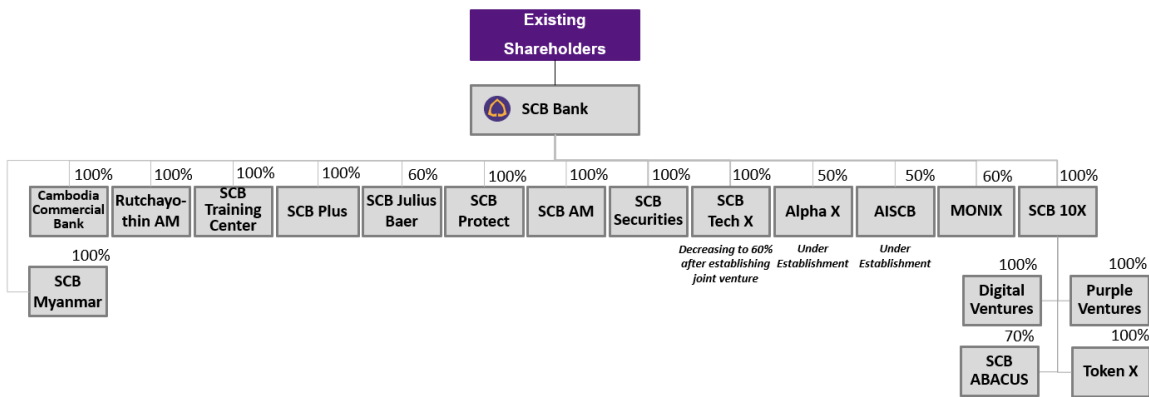 Existing
Shareholders
SCB Bank
100%
100%
100%
100%
60%
100%
100%
100%
100%
50%
50%
60%
100%
Cambodia
Commercial
Bank
Rutchayo-
thin AM
SCB
Training
Center
SCB Plus
SCB Julius
Baer
SCB
Protect
SCB AM
SCB
Securities
SCB
Tech X
Alpha X
AISCB
MONIX
SCB 10X
Decreasing to 60%
after establishing
joint venture
Under
Establishment
Under
Establishment
100%
SCB
Myanmar
100%
Digital
Ventures
100%
Purple
Ventures
70%
SCB
ABACUS
100%
Token X